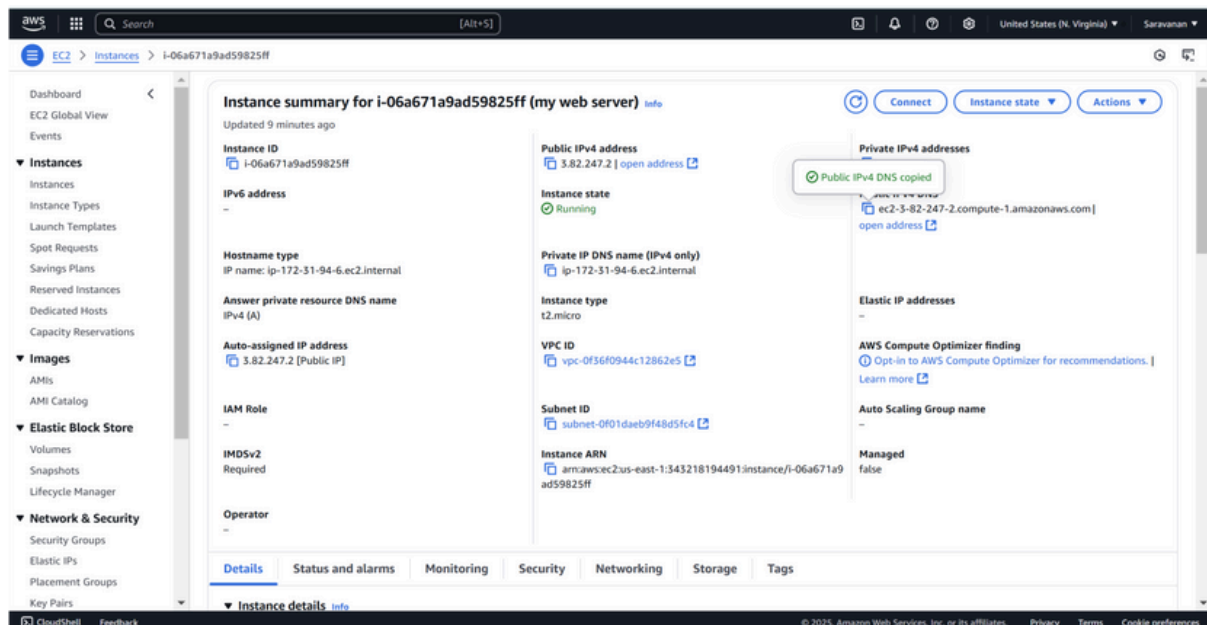 aws
Search [Alt+S] United States (N. Virginia) Saravanan
EC2 > Instances > i-06a671a9ad59825ff
Dashboard
EC2 Global View
Events
Instances
Instances
Instance Types
Launch Templates
Spot Requests
Savings Plans
Reserved Instances
Dedicated Hosts
Capacity Reservations
Images
AMIs
AMI Catalog
Elastic Block Store
Volumes
Snapshots
Lifecycle Manager
Network & Security
Security Groups
Elastic IPs
Placement Groups
Key Pairs
Instance summary for i-06a671a9ad59825ff (my web server) Info
Connect Instance state Actions
Updated 9 minutes ago
Instance ID
i-06a671a9ad59825ff
Public IPv4 address
3.82.247.2 | open address
Private IPv4 addresses
Public IPv4 DNS copied
IPv6 address
–
Instance state
Running
Public IPv4 DNS
ec2-3-82-247-2.compute-1.amazonaws.com |
open address
Hostname type
IP name: ip-172-31-94-6.ec2.internal
Private IP DNS name (IPv4 only)
ip-172-31-94-6.ec2.internal
Answer private resource DNS name
IPv4 (A)
Instance type
t2.micro
Elastic IP addresses
–
Auto-assigned IP address
3.82.247.2 [Public IP]
VPC ID
vpc-0f36f0944c12862e5
AWS Compute Optimizer finding
Opt-in to AWS Compute Optimizer for recommendations. |
Learn more
IAM Role
–
Subnet ID
subnet-0f01daeb9f48d5fc4
Auto Scaling Group name
–
IMDSv2
Required
Instance ARN
arn:aws:ec2:us-east-1:343218194491:instance/i-06a671a9
ad59825ff
Managed
false
Operator
–
Details Status and alarms Monitoring Security Networking Storage Tags
Instance details Info
CloudShell Feedback © 2025, Amazon Web Services, Inc. or its affiliates. Privacy Terms Cookie preferences